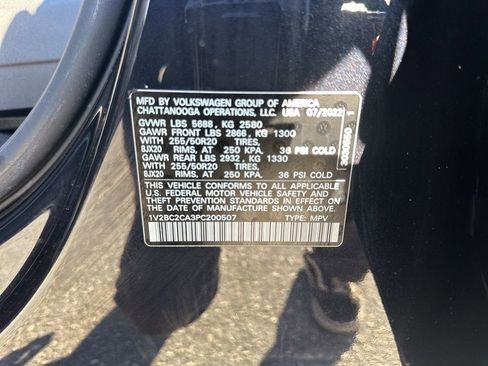 MFD BY VOLKSWAGEN GROUP OF AMERICA
CHATTANOOGA OPERATIONS, LLC. USA 07/2022
GVWR LBS 5688, KG 2580
GAWR FRONT LBS 2866, KG 1300
WITH 255/50R20 TIRES,
8JX20 RIMS, AT 250 KPA, 36 PSI COLD
GAWR REAR LBS 2932, KG 1330
WITH 255/50R20 TIRES,
8JX20 RIMS, AT 250 KPA, 36 PSI COLD
THIS VEHICLE CONFORMS TO ALL APPLICABLE
U.S. FEDERAL MOTOR VEHICLE SAFETY AND
THEFT PREVENTION STANDARDS IN EFFECT ON
THE DATE OF MANUFACTURE SHOWN ABOVE.
1V2BC2CA3PC200507 TYPE: MPV